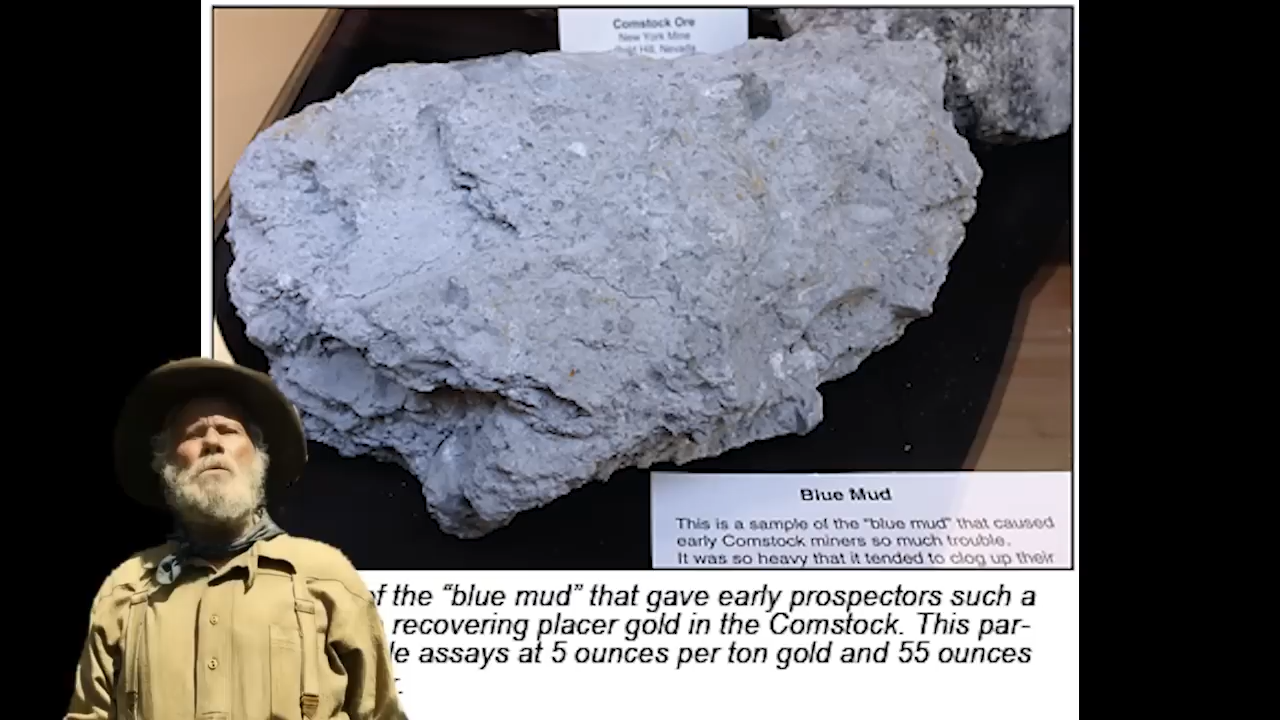 Comstock Ore
New York Mine
Gold Hill, Nevada
Blue Mud
This is a sample of the "blue mud" that caused
early Comstock miners so much trouble.
It was so heavy that it tended to clog up their
of the “blue mud” that gave early prospectors such a
recovering placer gold in the Comstock. This par-
assays at 5 ounces per ton gold and 55 ounces